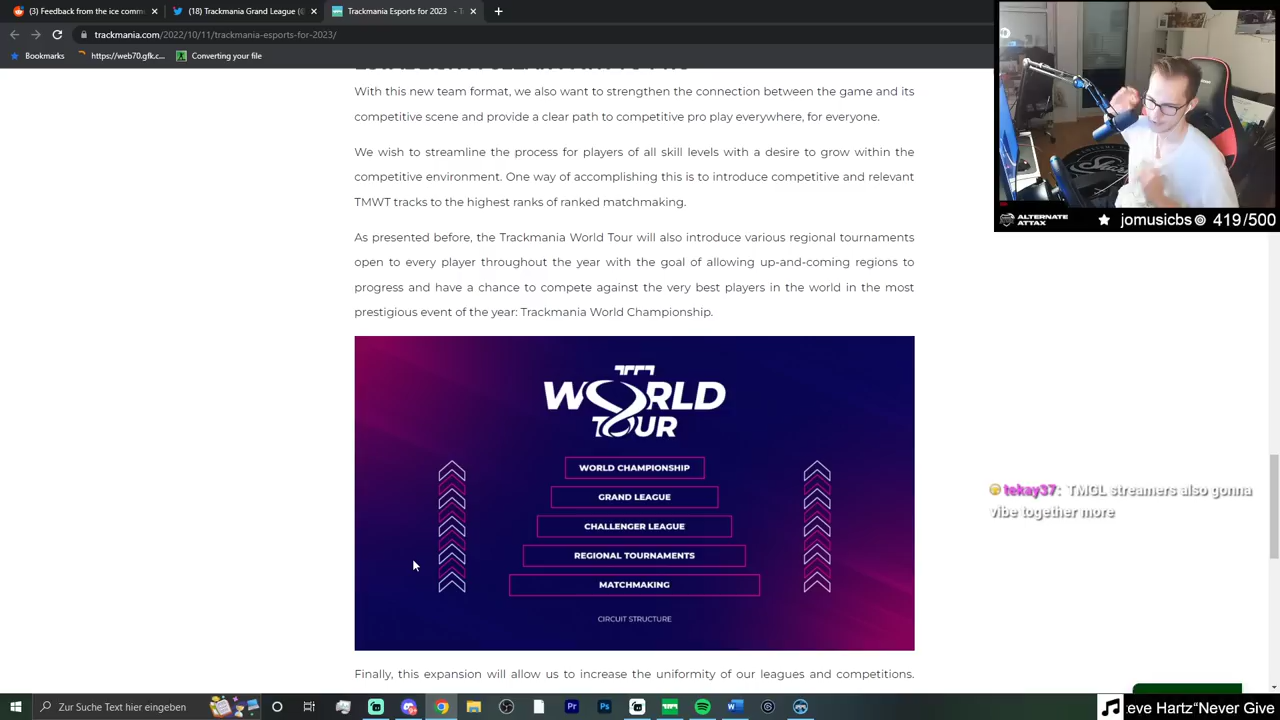 (3) Feedback from the ice comm
(18) Trackmania Grand League (
Trackmania Esports for 2023
trackmania.com/2022/10/11/trackmania-esports-for-2023/
Bookmarks
https://web70.gfk.c...
Converting your file
With this new team format, we also want to strengthen the connection between the game and its
competitive scene and provide a clear path to competitive pro play everywhere, for everyone.
We wish to streamline the process for players of all skill levels with a desire to grow within the
competitive environment. One way of accomplishing this is to introduce competitive and relevant
TMWT tracks to the highest ranks of ranked matchmaking.
As presented before, the Trackmania World Tour will also introduce various regional tournaments
open to every player throughout the year with the goal of allowing up-and-coming regions to
progress and have a chance to compete against the very best players in the world in the most
prestigious event of the year: Trackmania World Championship.
WORLD
TOUR
WORLD CHAMPIONSHIP
GRAND LEAGUE
CHALLENGER LEAGUE
REGIONAL TOURNAMENTS
MATCHMAKING
CIRCUIT STRUCTURE
Finally, this expansion will allow us to increase the uniformity of our leagues and competitions.
ALTERNATE
ATTAX
jomusicbs
419/500
tekay37: TMGL streamers also gonna
vibe together more
Zur Suche Text hier eingeben
eve Hartz“Never Give